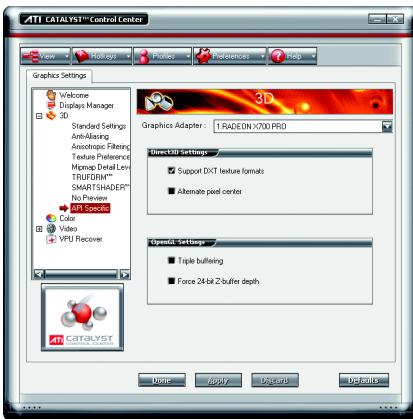 ATI CATALYST™ Control Center
View Hotkeys Profiles Preferences Help
Graphics Settings
Welcome
Displays Manager
3D
Standard Settings
Anti-Aliasing
Anisotropic Filtering
Texture Preference
Mipmap Detail Leve
TRUFORM™
SMARTSHADER™
No Preview
API Specific
Color
Video
VPU Recover
3D
Graphics Adapter :
1.RADEON X700 PRO
Direct3D Settings
Support DXT texture formats
Alternate pixel center
OpenGL Settings
Triple buffering
Force 24-bit Z-buffer depth
ATI CATALYST
CONTROL CENTER
Done Apply Discard Defaults